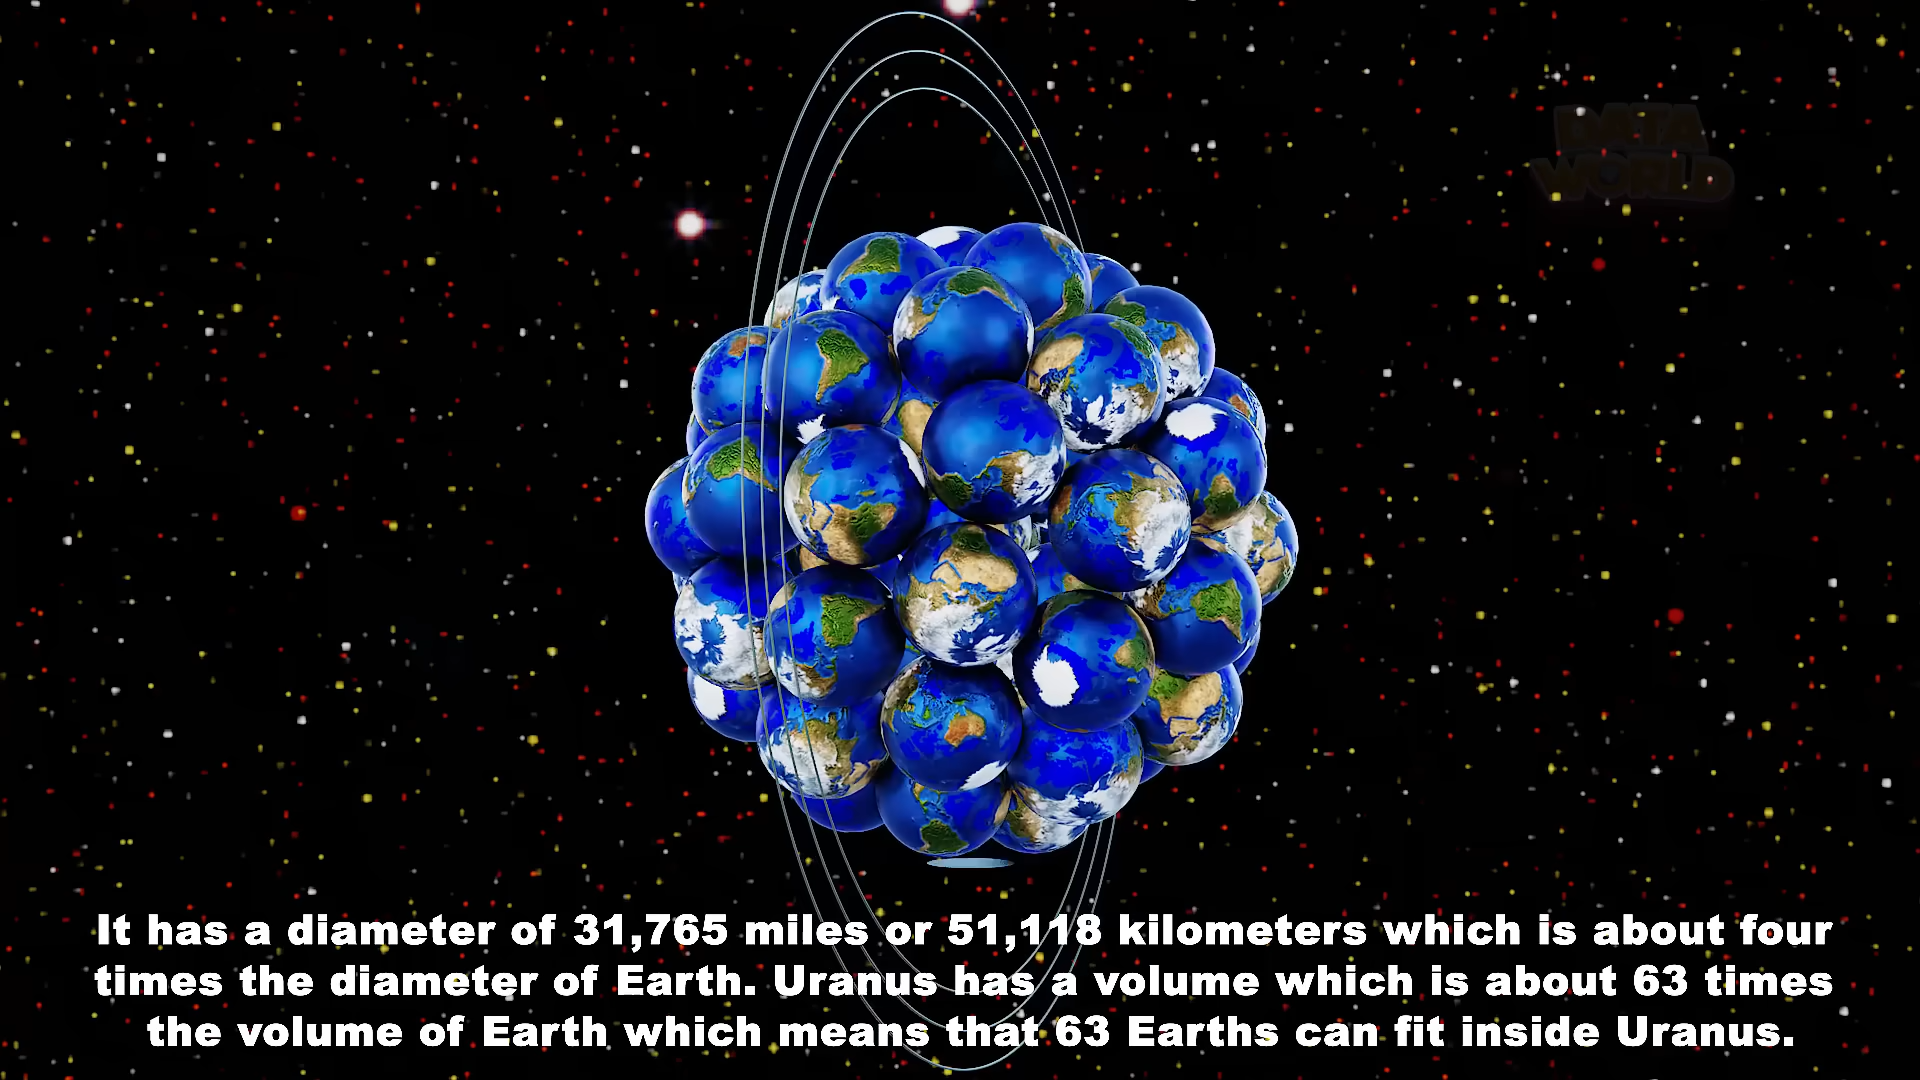 DATA
WORLD
It has a diameter of 31,765 miles or 51,118 kilometers which is about four
times the diameter of Earth. Uranus has a volume which is about 63 times
the volume of Earth which means that 63 Earths can fit inside Uranus.